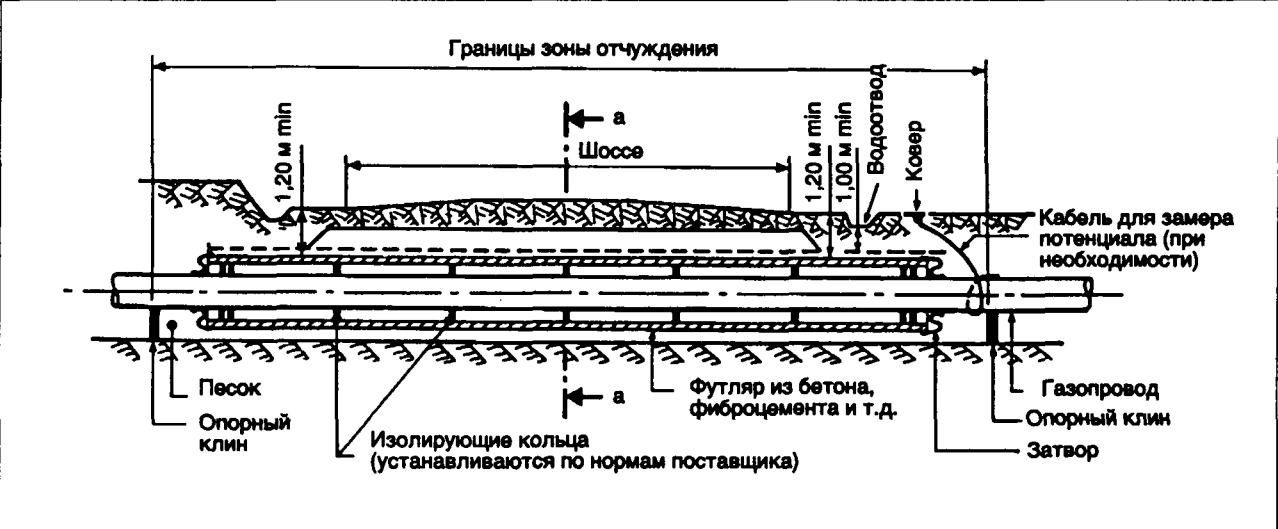 Границы зоны отчуждения
a
Шоссе
1,20 м min
1,20 м min
1,00 м min
Водоотвод
Ковер
Кабель для замера
потенциала (при
необходимости)
Песок
Опорный
клин
Изолирующие кольца
(устанавливаются по нормам поставщика)
a
Футляр из бетона,
фиброцемента и т.д.
Газопровод
Опорный клин
Затвор